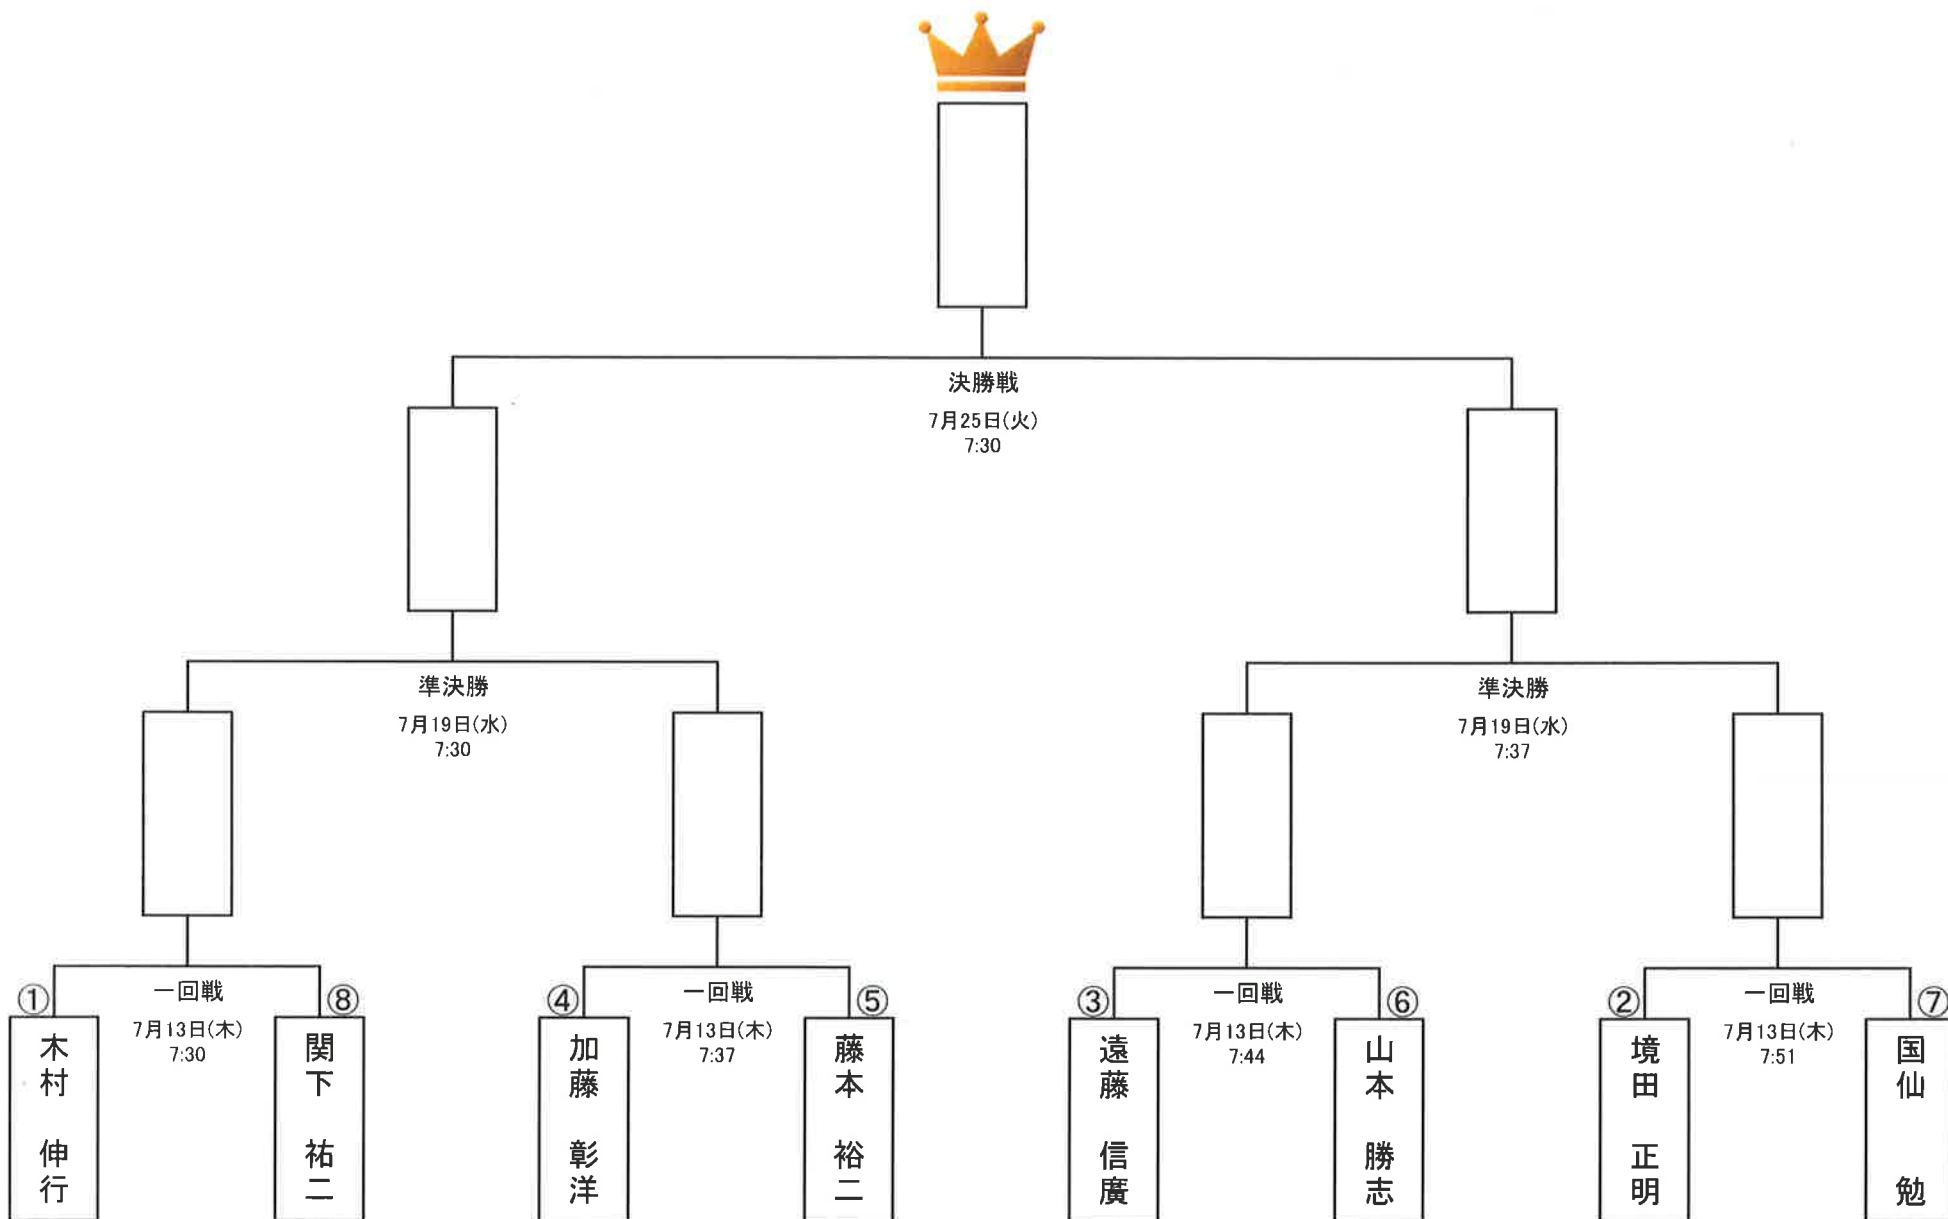 決勝戦
7月25日(火)
7:30
準決勝
7月19日(水)
7:30
準決勝
7月19日(水)
7:37
① 一回戦 ⑧
7月13日(木)
7:30
木村 伸行
関下 祐二
④ 一回戦 ⑤
7月13日(木)
7:37
加藤 彰洋
藤本 裕二
③ 一回戦 ⑥
7月13日(木)
7:44
遠藤 信廣
山本 勝志
② 一回戦 ⑦
7月13日(木)
7:51
境田 正明
国仙 勉